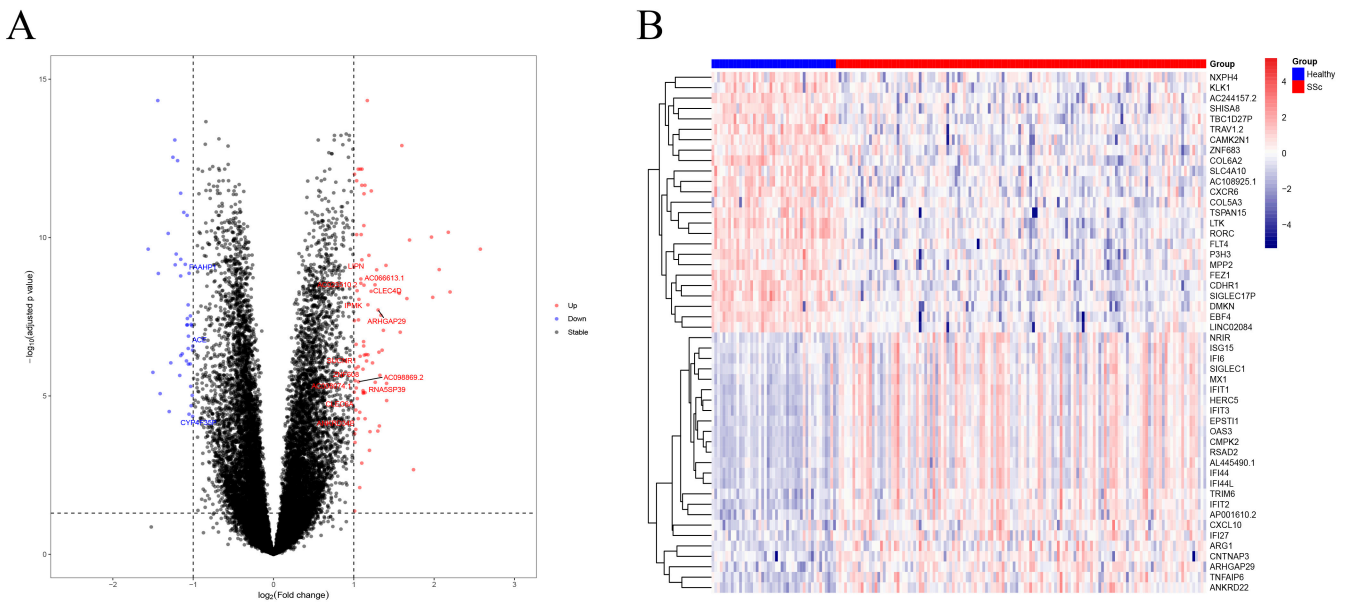 A
B
15
10
5
0
−2
−1
0
1
2
3
log2(Fold change)
−log10(adjusted p value)
LIPN
AC066613.1
CLEC4D
ARHGAP29
AC098869.2
RNA5SP39
ACE
Up
Down
Stable
Group
NXPH4
KLK1
AC244157.2
SHISA8
TBC1D27P
TRAV1.2
CAMK2N1
ZNF683
COL6A2
SLC4A10
AC108925.1
CXCR6
COL5A3
TSPAN15
LTK
RORC
FLT4
P3H3
MPP2
FEZ1
CDHR1
SIGLEC17P
DMKN
EBF4
LINC02084
NRIR
ISG15
IFI6
SIGLEC1
MX1
IFIT1
HERC5
IFIT3
EPSTI1
OAS3
CMPK2
RSAD2
AL445490.1
IFI44
IFI44L
TRIM6
IFIT2
AP001610.2
CXCL10
IFI27
ARG1
CNTNAP3
ARHGAP29
TNFAIP6
ANKRD22
4
2
0
−2
−4
Group
Healthy
SSc